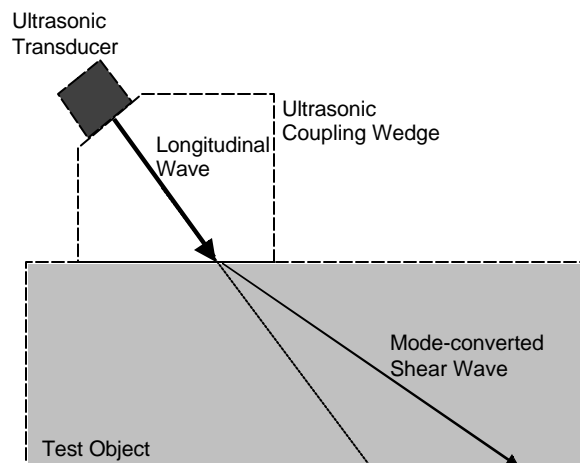 Ultrasonic
Transducer
Ultrasonic
Coupling Wedge
Longitudinal
Wave
Mode-converted
Shear Wave
Test Object